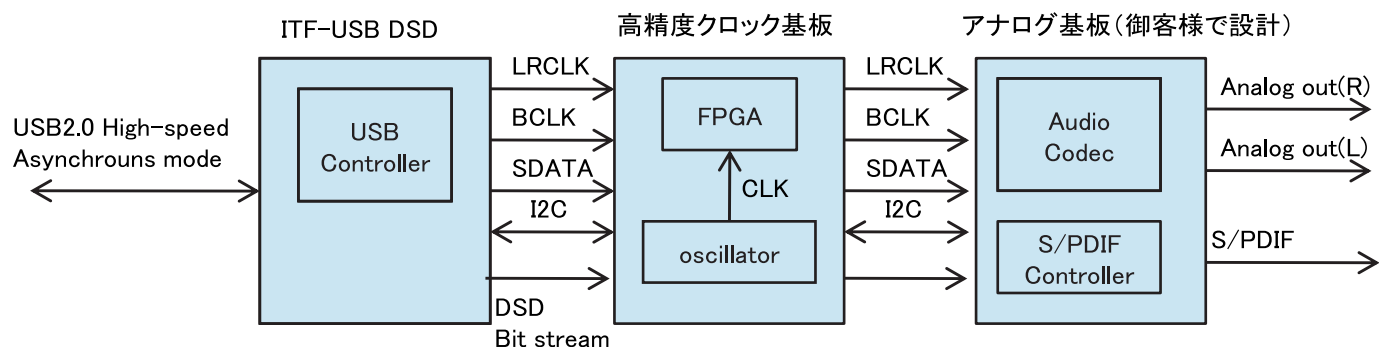 ITF-USB DSD
高精度クロック基板
アナログ基板（御客様で設計）
USB2.0 High-speed
Asynchrouns mode
USB
Controller
LRCLK
BCLK
SDATA
I2C
DSD
Bit stream
FPGA
CLK
oscillator
LRCLK
BCLK
SDATA
I2C
Audio
Codec
S/PDIF
Controller
Analog out(R)
Analog out(L)
S/PDIF